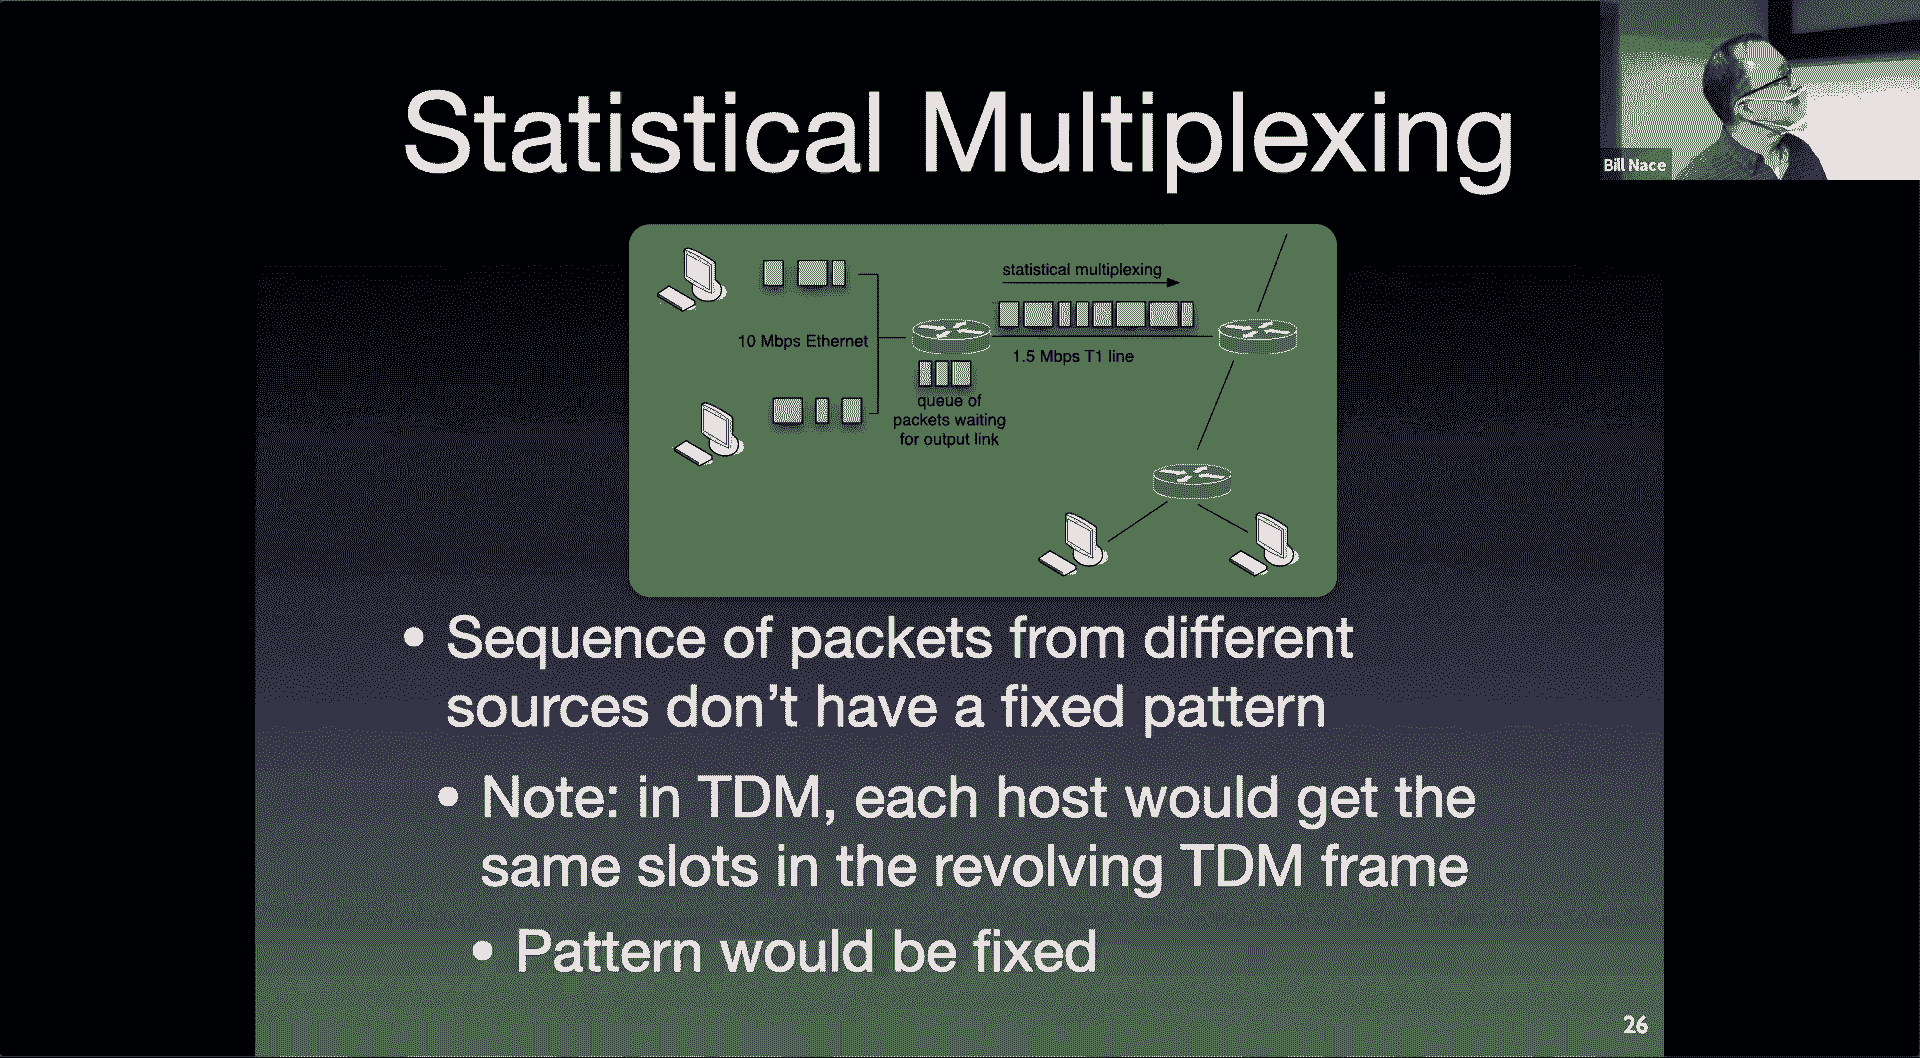 Statistical Multiplexing
Bill Nace
statistical multiplexing
10 Mbps Ethernet
1.5 Mbps T1 line
queue of
packets waiting
for output link
• Sequence of packets from different
sources don’t have a fixed pattern
• Note: in TDM, each host would get the
same slots in the revolving TDM frame
• Pattern would be fixed
26